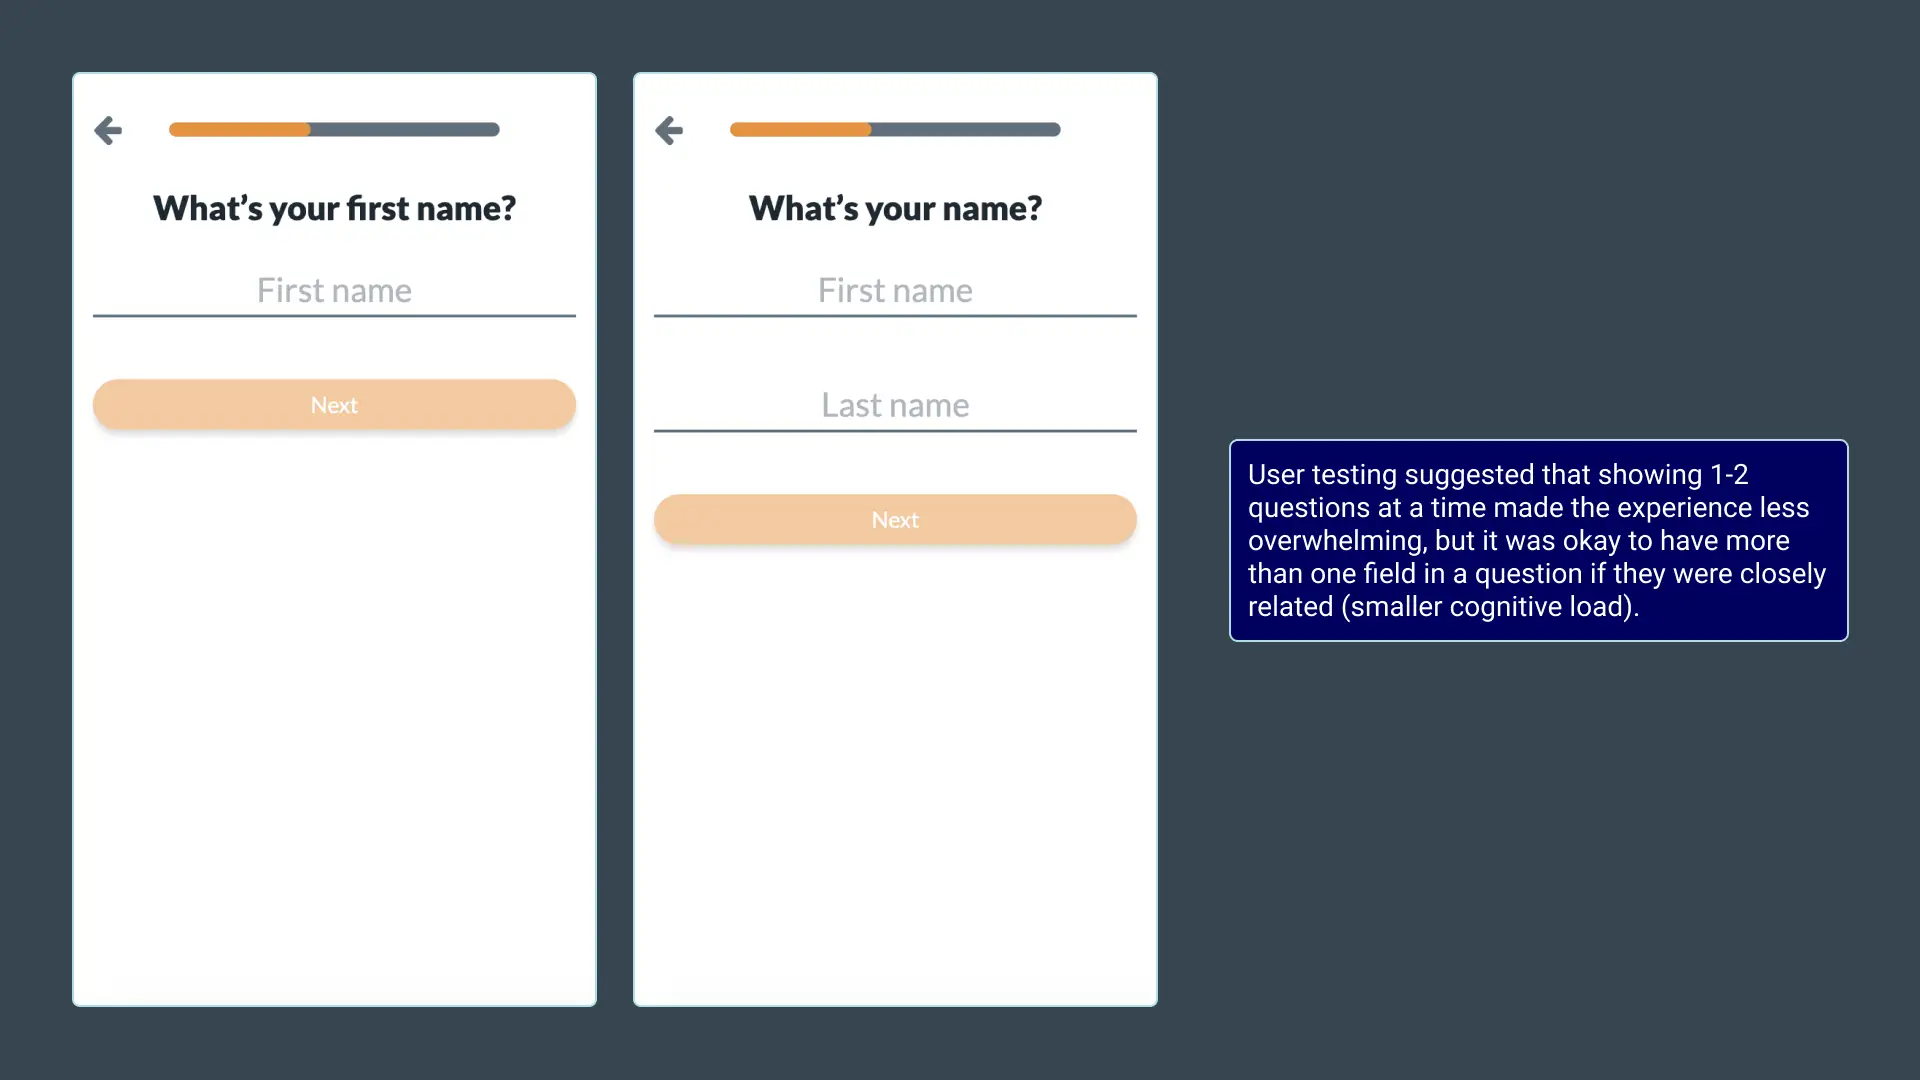 What’s your first name?
First name
Next
What’s your name?
First name
Last name
Next
User testing suggested that showing 1-2
questions at a time made the experience less
overwhelming, but it was okay to have more
than one field in a question if they were closely
related (smaller cognitive load).